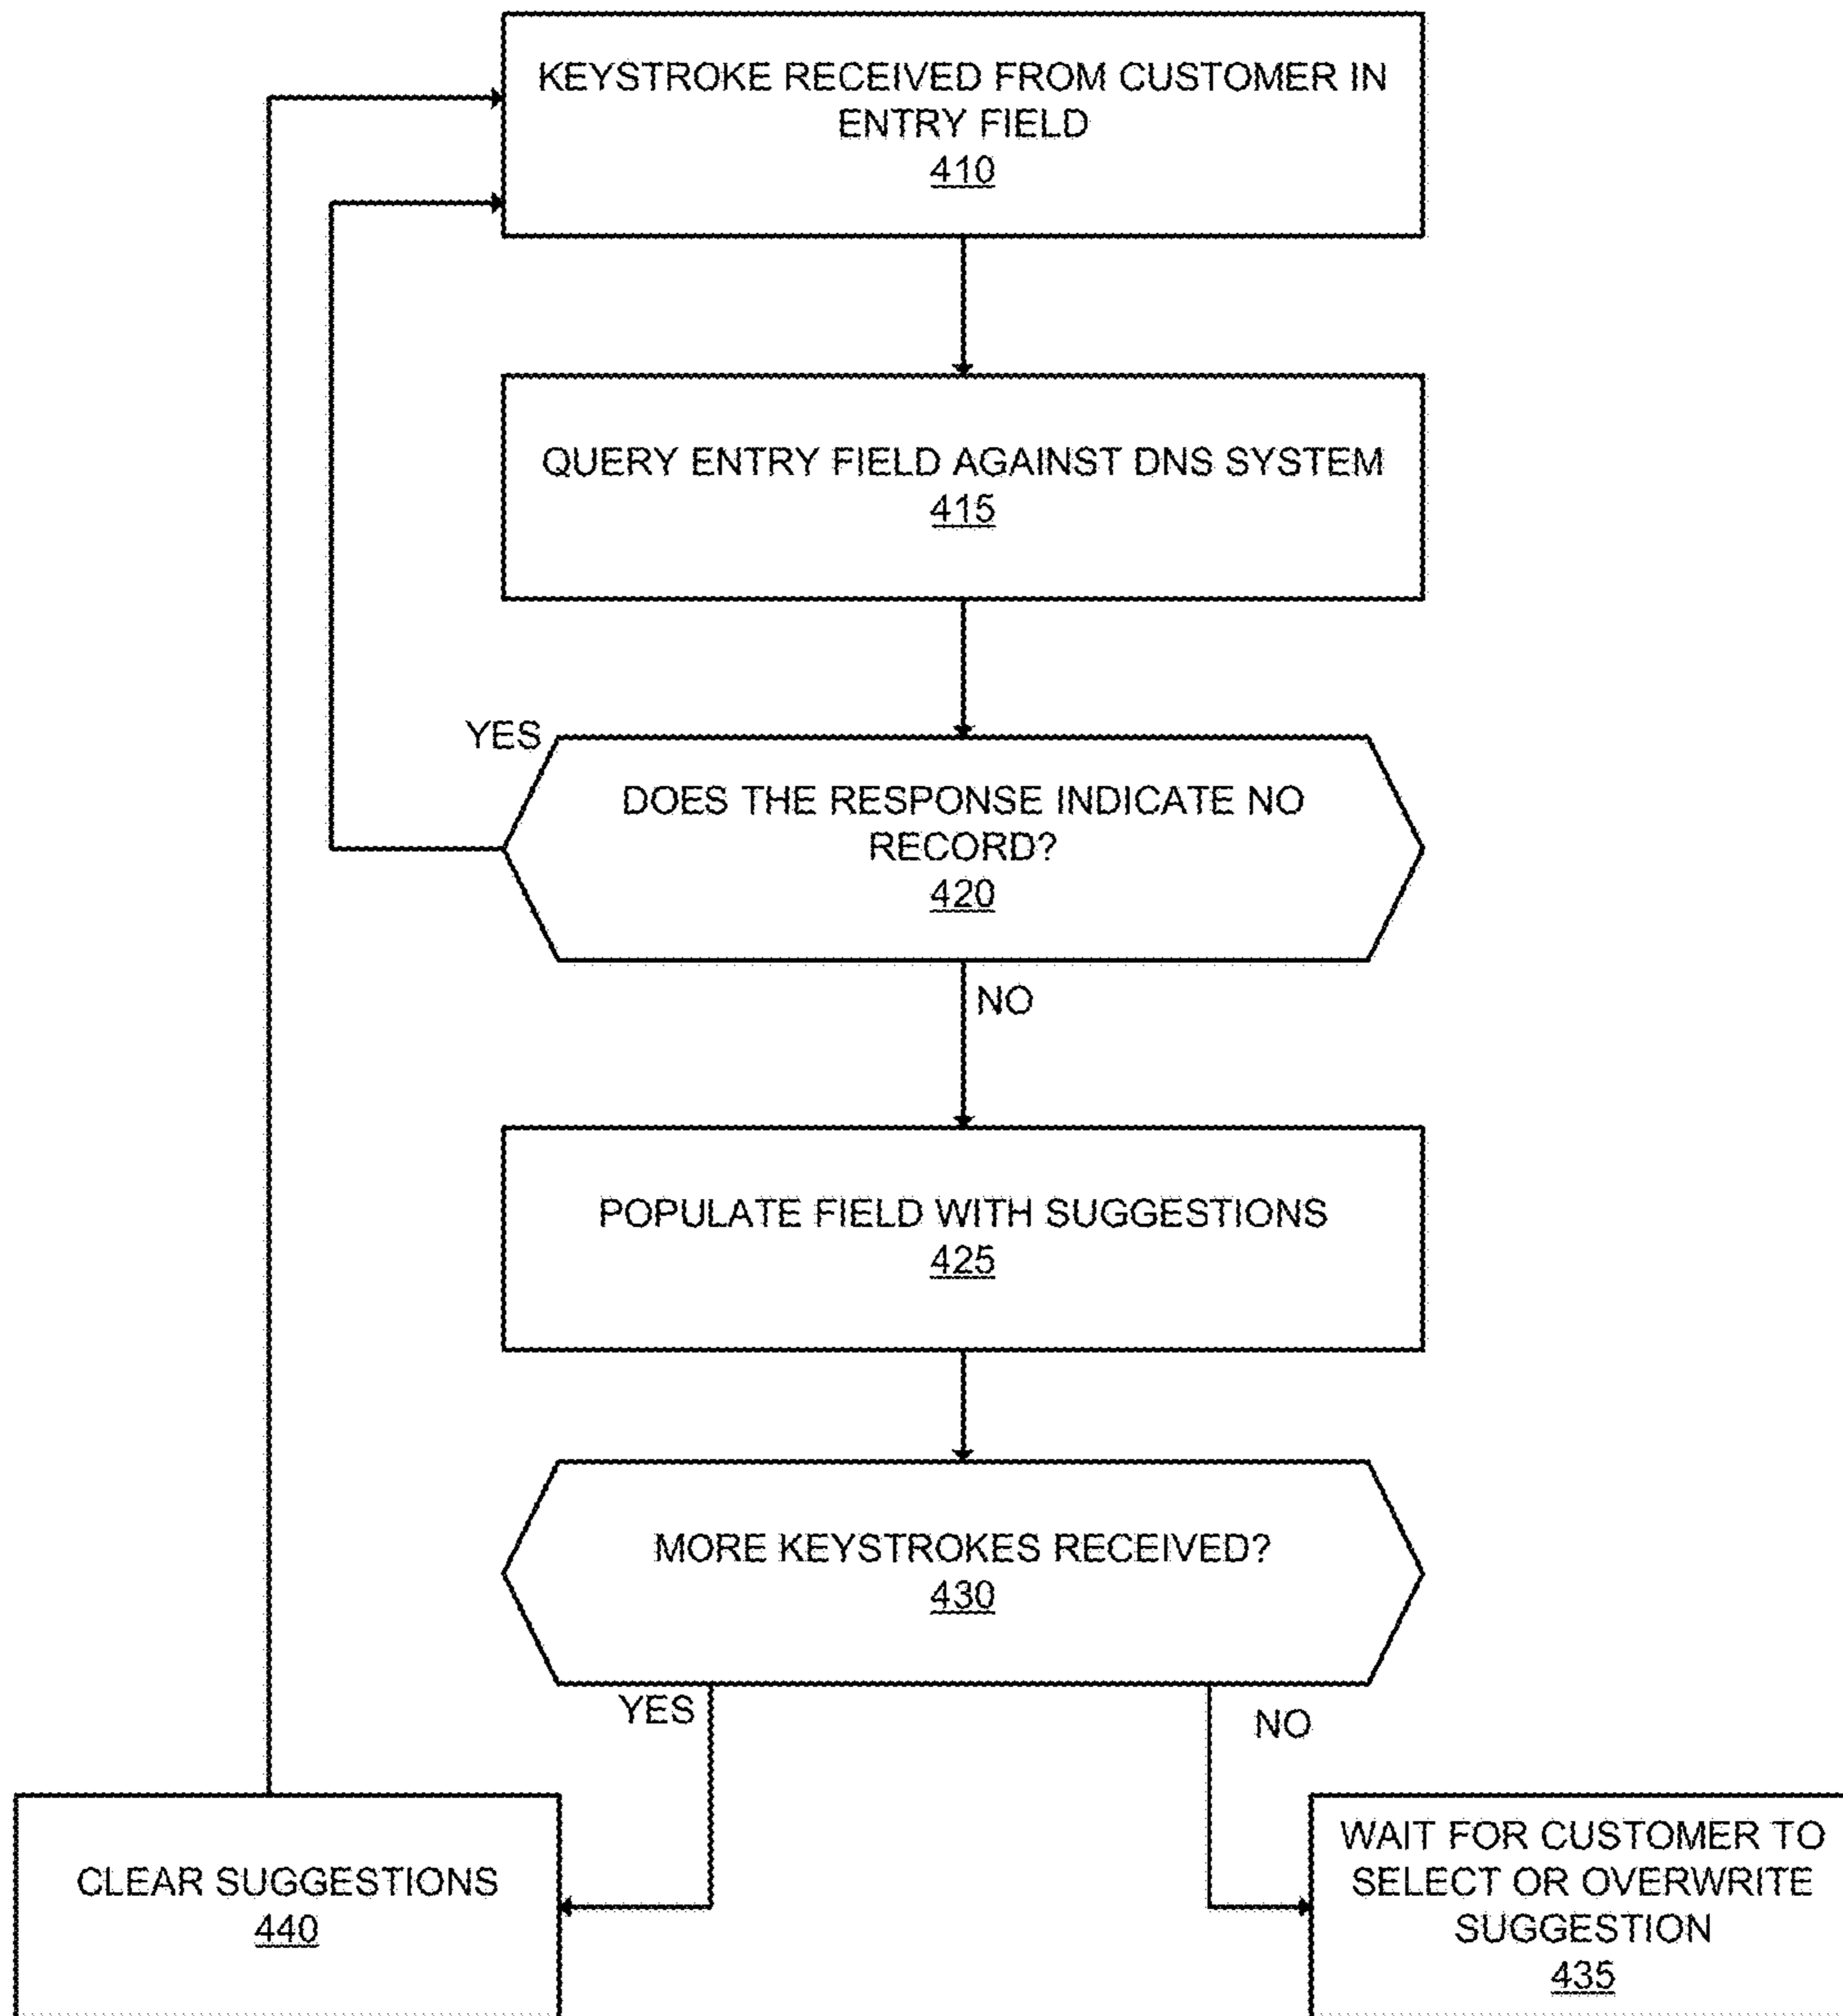 KEYSTROKE RECEIVED FROM CUSTOMER IN
ENTRY FIELD
410
QUERY ENTRY FIELD AGAINST DNS SYSTEM
415
YES
DOES THE RESPONSE INDICATE NO
RECORD?
420
NO
POPULATE FIELD WITH SUGGESTIONS
425
MORE KEYSTROKES RECEIVED?
430
YES
NO
CLEAR SUGGESTIONS
440
WAIT FOR CUSTOMER TO
SELECT OR OVERWRITE
SUGGESTION
435